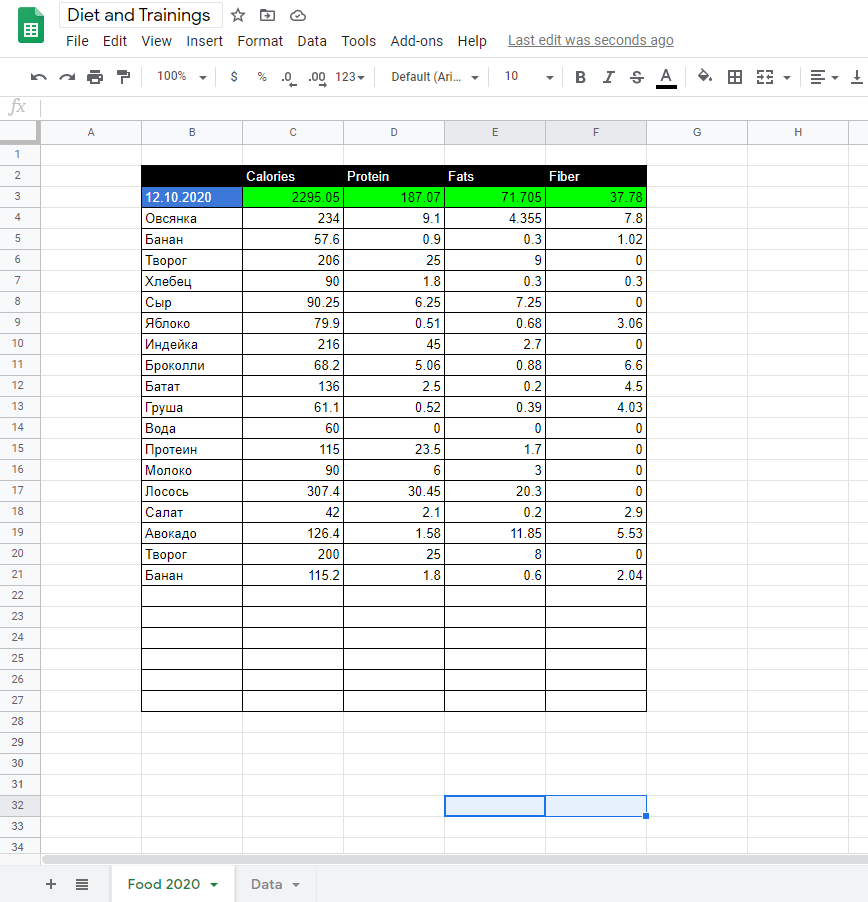 Diet and Trainings
File Edit View Insert Format Data Tools Add-ons Help Last edit was seconds ago
100% $ % .0 .00 123 Default (Ari... 10 B I S A
fx
A B C D E F G H
1
2 Calories Protein Fats Fiber
3 12.10.2020 2295.05 187.07 71.705 37.78
4 Овсянка 234 9.1 4.355 7.8
5 Банан 57.6 0.9 0.3 1.02
6 Творог 206 25 9 0
7 Хлебец 90 1.8 0.3 0.3
8 Сыр 90.25 6.25 7.25 0
9 Яблоко 79.9 0.51 0.68 3.06
10 Индейка 216 45 2.7 0
11 Броколли 68.2 5.06 0.88 6.6
12 Батат 136 2.5 0.2 4.5
13 Груша 61.1 0.52 0.39 4.03
14 Вода 60 0 0 0
15 Протеин 115 23.5 1.7 0
16 Молоко 90 6 3 0
17 Лосось 307.4 30.45 20.3 0
18 Салат 42 2.1 0.2 2.9
19 Авокадо 126.4 1.58 11.85 5.53
20 Творог 200 25 8 0
21 Банан 115.2 1.8 0.6 2.04
22
23
24
25
26
27
28
29
30
31
32
33
34
Food 2020 Data